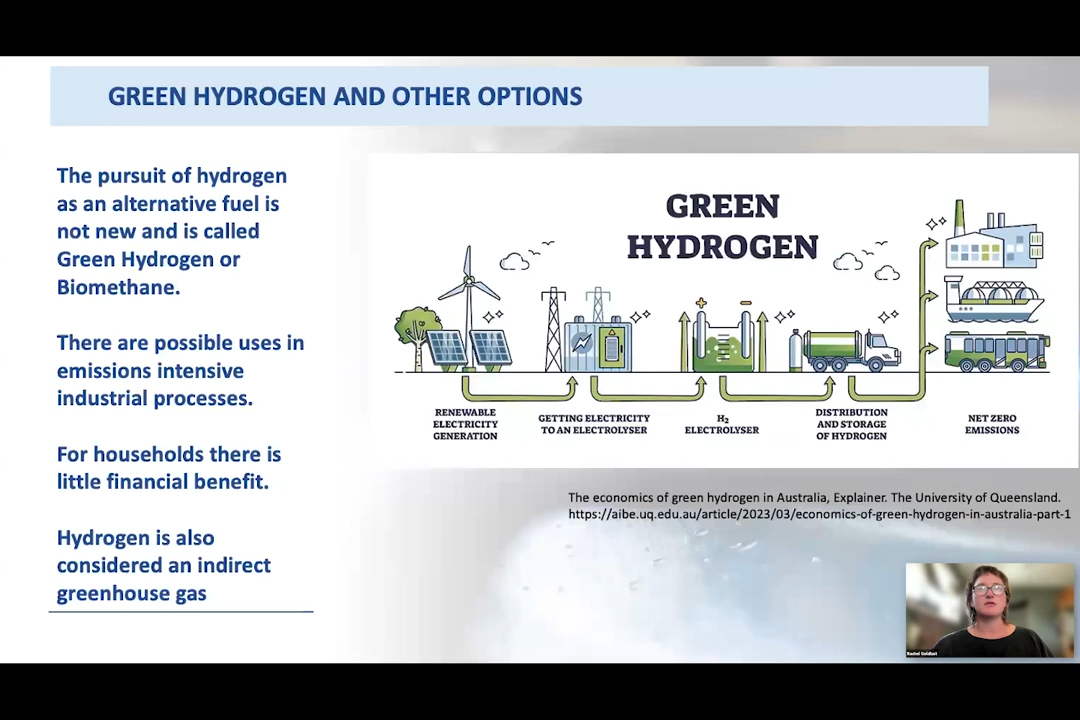 GREEN HYDROGEN AND OTHER OPTIONS
The pursuit of hydrogen
as an alternative fuel is
not new and is called
Green Hydrogen or
Biomethane.
There are possible uses in
emissions intensive
industrial processes.
For households there is
little financial benefit.
Hydrogen is also
considered an indirect
greenhouse gas
GREEN
HYDROGEN
RENEWABLE
ELECTRICITY
GENERATION
GETTING ELECTRICITY
TO AN ELECTROLYSER
H₂
ELECTROLYSER
DISTRIBUTION
AND STORAGE
OF HYDROGEN
NET ZERO
EMISSIONS
The economics of green hydrogen in Australia, Explainer. The University of Queensland.
https://aibe.uq.edu.au/article/2023/03/economics-of-green-hydrogen-in-australia-part-1
Rachel Goldlust